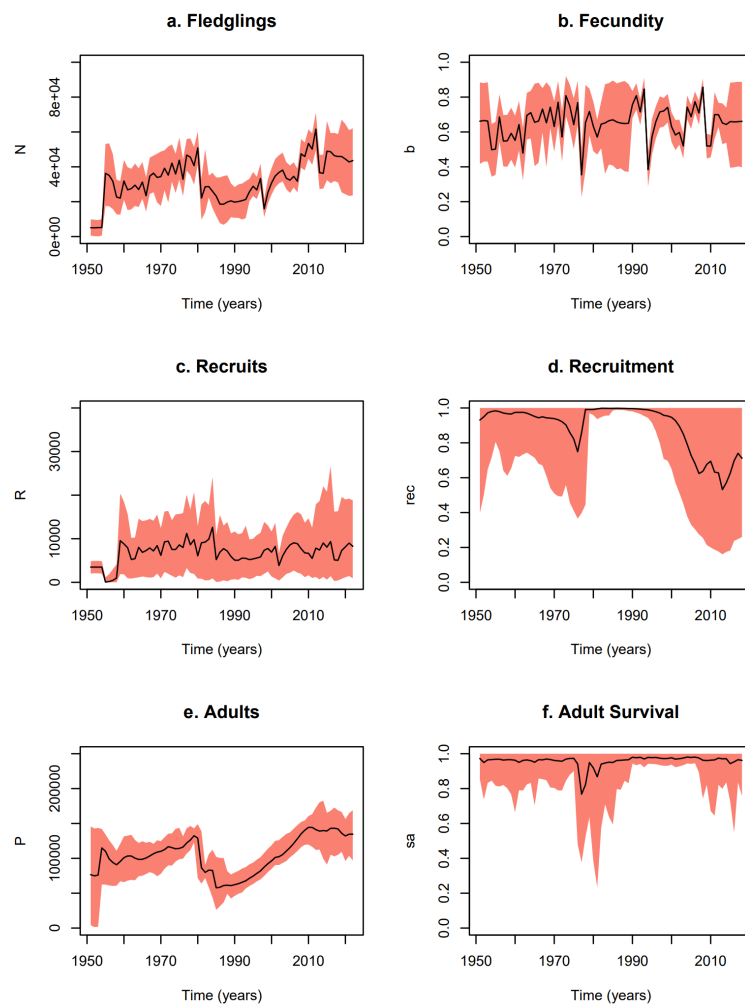 a. Fledglings
N
0e+00 4e+04 8e+04
1950 1970 1990 2010
Time (years)
b. Fecundity
b
0.0 0.2 0.4 0.6 0.8 1.0
1950 1970 1990 2010
Time (years)
c. Recruits
R
0 10000 30000
1950 1970 1990 2010
Time (years)
d. Recruitment
rec
0.0 0.2 0.4 0.6 0.8 1.0
1950 1970 1990 2010
Time (years)
e. Adults
P
0 100000 200000
1950 1970 1990 2010
Time (years)
f. Adult Survival
sa
0.0 0.2 0.4 0.6 0.8 1.0
1950 1970 1990 2010
Time (years)